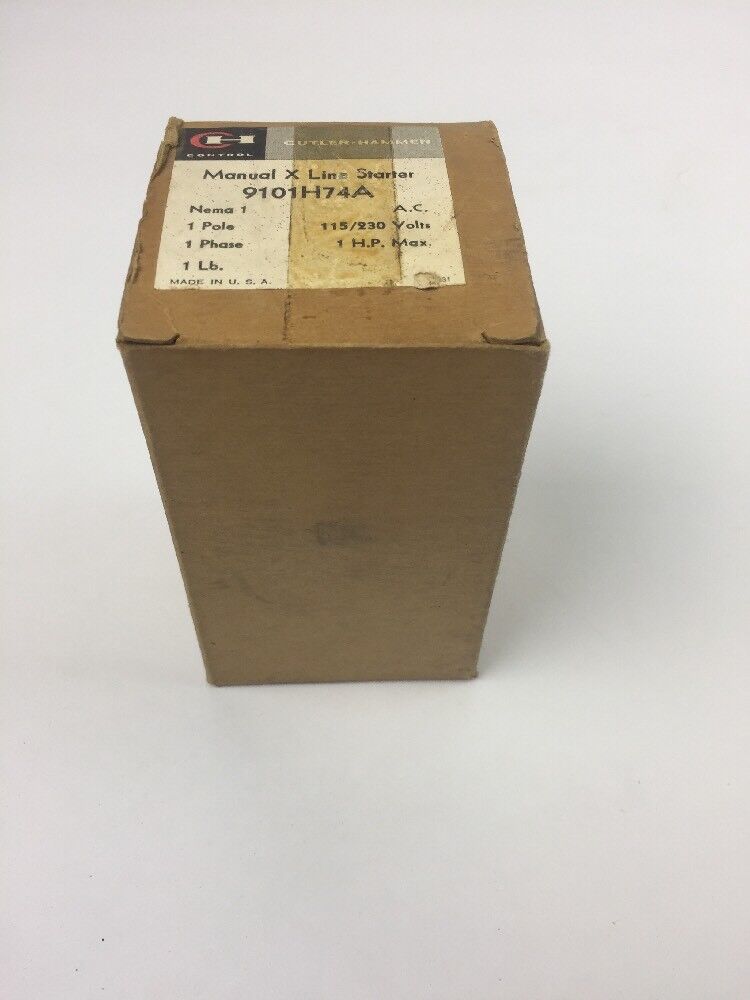 CH CUTLER-HAMMER
CONTROL
Manual X Line Starter
9101H74A
Nema 1 A.C.
1 Pole 115/230 Volts
1 Phase 1 H.P. Max.
1 Lb.
MADE IN U. S. A.